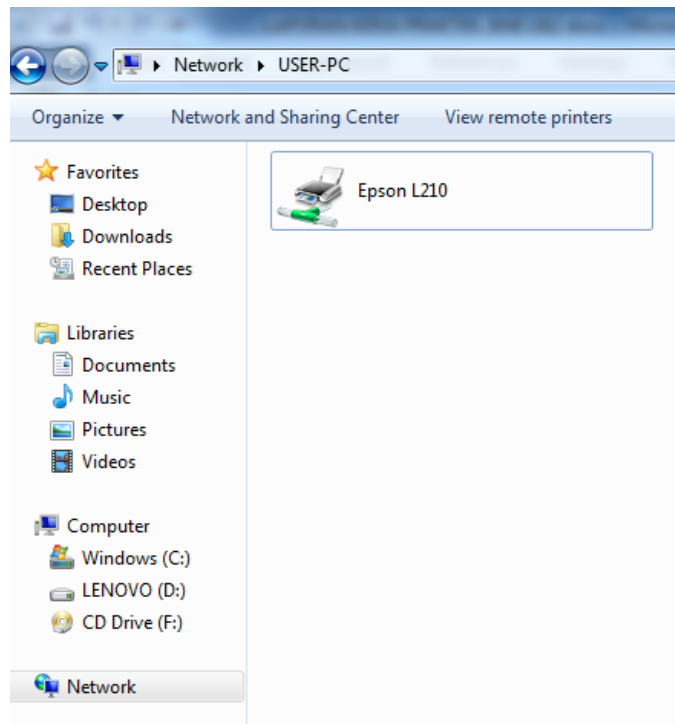 Network ▸ USER-PC
Organize Network and Sharing Center View remote printers
Favorites
Desktop
Downloads
Recent Places
Libraries
Documents
Music
Pictures
Videos
Computer
Windows (C:)
LENOVO (D:)
CD Drive (F:)
Network
Epson L210